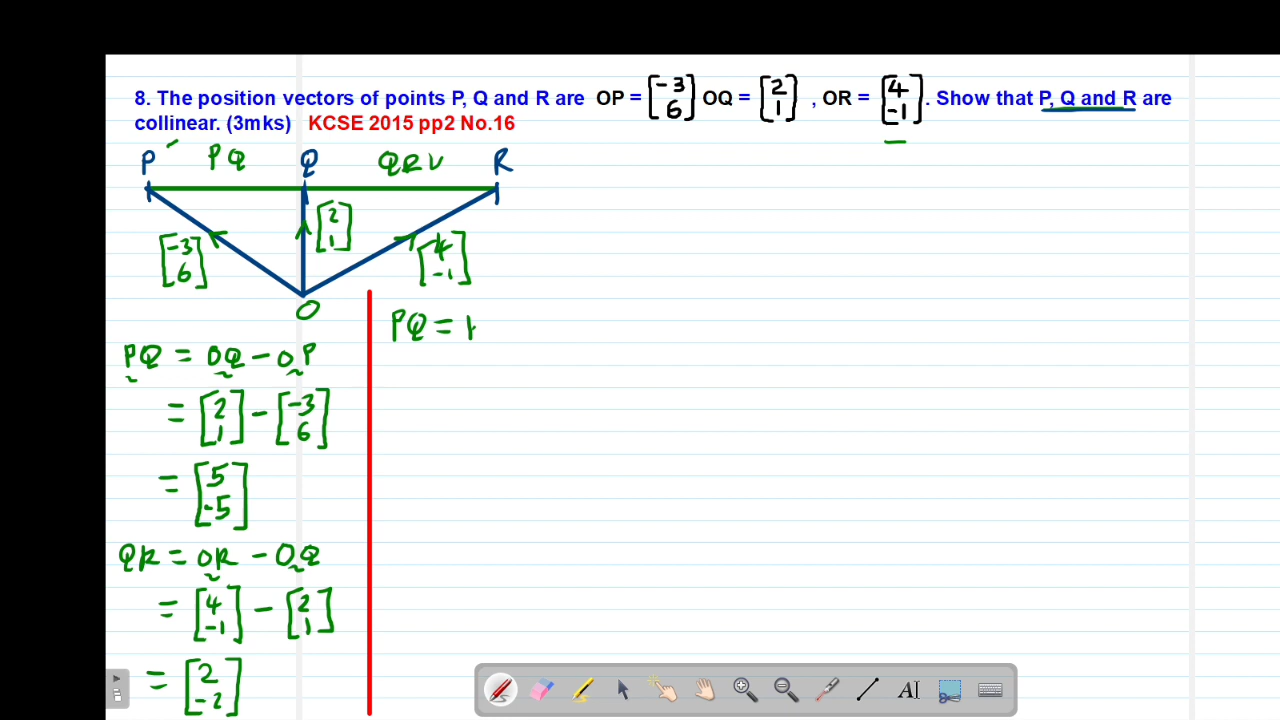 8. The position vectors of points P, Q and R are OP = [-3 6] OQ = [2 1] , OR = [4 -1]. Show that P, Q and R are
collinear. (3mks) KCSE 2015 pp2 No.16
P PQ Q QR R
[-3 6] [2 1] [4 -1]
O
PQ = OQ - OP
= [2 1] - [-3 6]
= [5 -5]
QR = OR - OQ
= [4 -1] - [2 1]
= [2 -2]
PQ =
AI